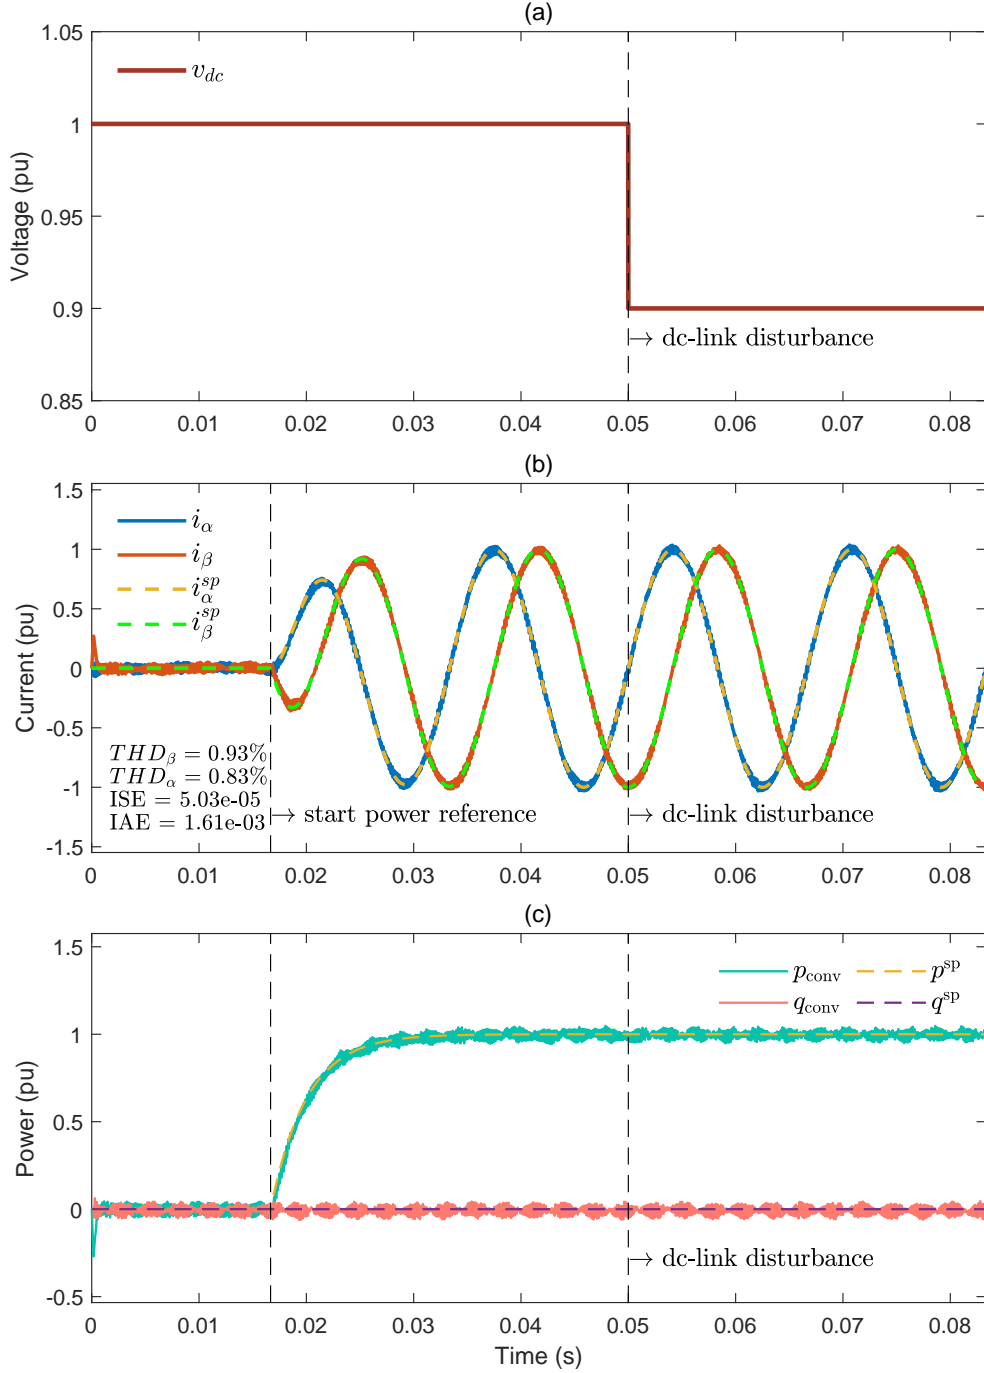 (a)
1.05
1
0.95
0.9
0.85
Voltage (pu)
v_{dc}
→ dc-link disturbance
0 0.01 0.02 0.03 0.04 0.05 0.06 0.07 0.08
(b)
1.5
1
0.5
0
-0.5
-1
-1.5
Current (pu)
i_α
i_β
i_α^{sp}
i_β^{sp}
THD_β = 0.93%
THD_α = 0.83%
ISE = 5.03e-05
IAE = 1.61e-03
→ start power reference
→ dc-link disturbance
0 0.01 0.02 0.03 0.04 0.05 0.06 0.07 0.08
(c)
1.5
1
0.5
0
-0.5
Power (pu)
p_{conv} p^{sp}
q_{conv} q^{sp}
→ dc-link disturbance
0 0.01 0.02 0.03 0.04 0.05 0.06 0.07 0.08
Time (s)